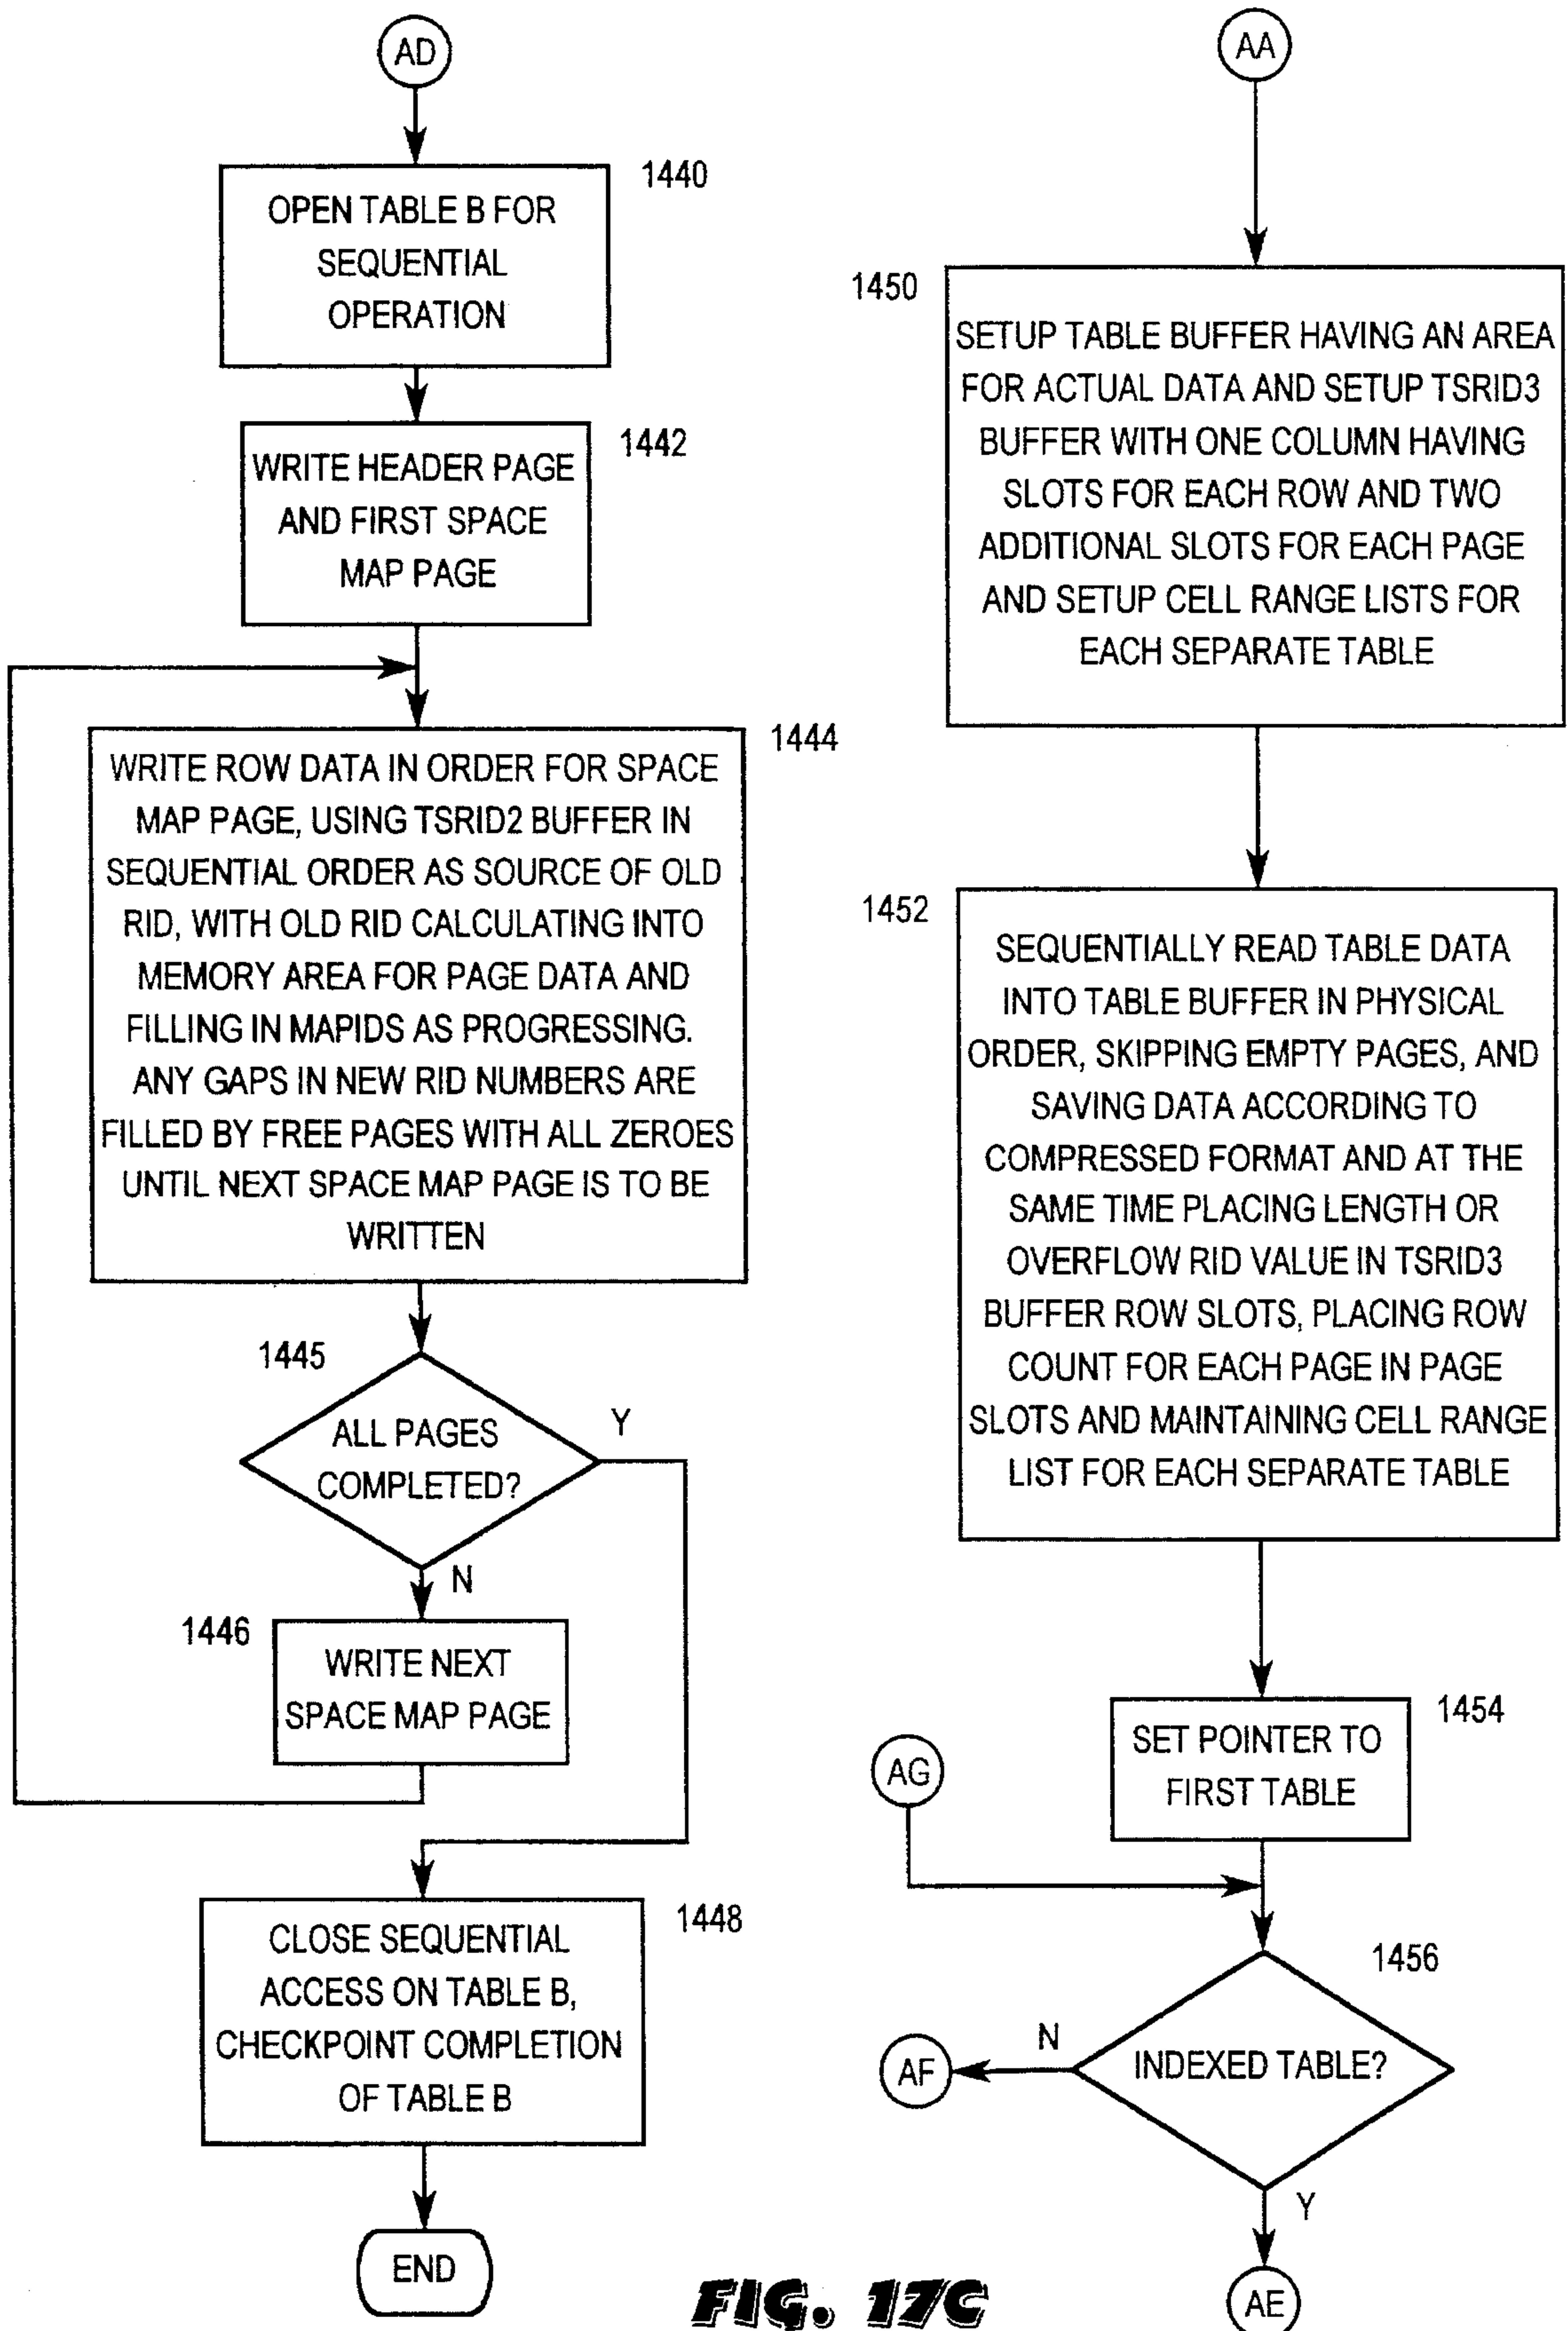 AD
1440
OPEN TABLE B FOR
SEQUENTIAL
OPERATION
1442
WRITE HEADER PAGE
AND FIRST SPACE
MAP PAGE
1444
WRITE ROW DATA IN ORDER FOR SPACE
MAP PAGE, USING TSRID2 BUFFER IN
SEQUENTIAL ORDER AS SOURCE OF OLD
RID, WITH OLD RID CALCULATING INTO
MEMORY AREA FOR PAGE DATA AND
FILLING IN MAPIDS AS PROGRESSING.
ANY GAPS IN NEW RID NUMBERS ARE
FILLED BY FREE PAGES WITH ALL ZEROES
UNTIL NEXT SPACE MAP PAGE IS TO BE
WRITTEN
1445
ALL PAGES
COMPLETED?
Y
N
1446
WRITE NEXT
SPACE MAP PAGE
1448
CLOSE SEQUENTIAL
ACCESS ON TABLE B,
CHECKPOINT COMPLETION
OF TABLE B
END
AA
1450
SETUP TABLE BUFFER HAVING AN AREA
FOR ACTUAL DATA AND SETUP TSRID3
BUFFER WITH ONE COLUMN HAVING
SLOTS FOR EACH ROW AND TWO
ADDITIONAL SLOTS FOR EACH PAGE
AND SETUP CELL RANGE LISTS FOR
EACH SEPARATE TABLE
1452
SEQUENTIALLY READ TABLE DATA
INTO TABLE BUFFER IN PHYSICAL
ORDER, SKIPPING EMPTY PAGES, AND
SAVING DATA ACCORDING TO
COMPRESSED FORMAT AND AT THE
SAME TIME PLACING LENGTH OR
OVERFLOW RID VALUE IN TSRID3
BUFFER ROW SLOTS, PLACING ROW
COUNT FOR EACH PAGE IN PAGE
SLOTS AND MAINTAINING CELL RANGE
LIST FOR EACH SEPARATE TABLE
1454
SET POINTER TO
FIRST TABLE
AG
1456
INDEXED TABLE?
N
AF
Y
AE
FIG. 17C